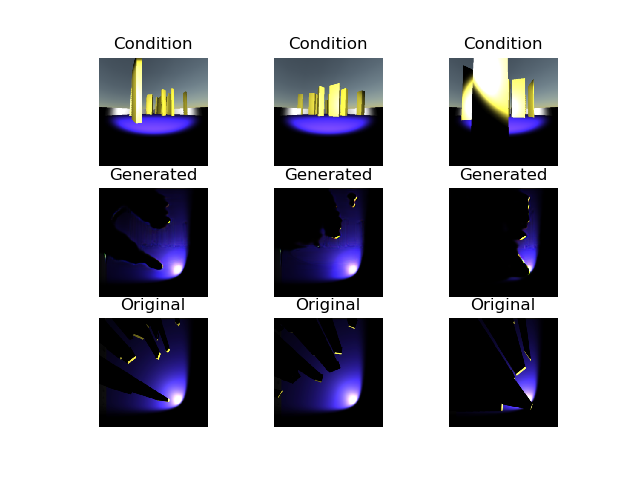 Condition Condition Condition
Generated Generated Generated
Original Original Original